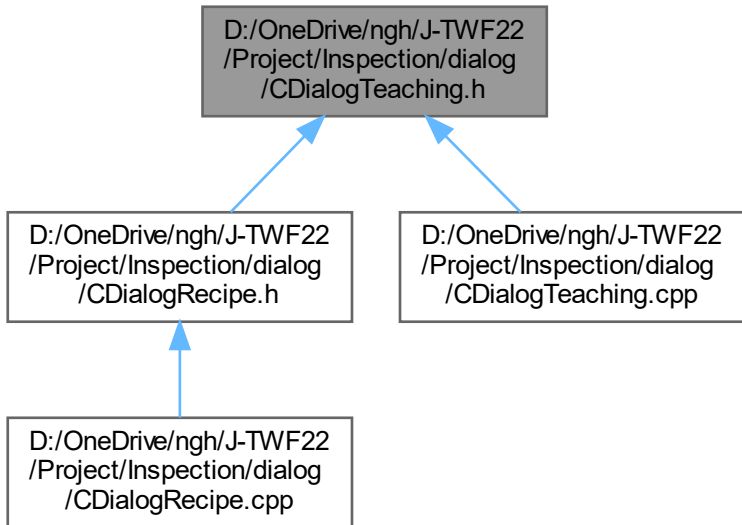 D:/OneDrive/ngh/J-TWF22
/Project/Inspection/dialog
/CDialogTeaching.h
D:/OneDrive/ngh/J-TWF22
/Project/Inspection/dialog
/CDialogRecipe.h
D:/OneDrive/ngh/J-TWF22
/Project/Inspection/dialog
/CDialogTeaching.cpp
D:/OneDrive/ngh/J-TWF22
/Project/Inspection/dialog
/CDialogRecipe.cpp